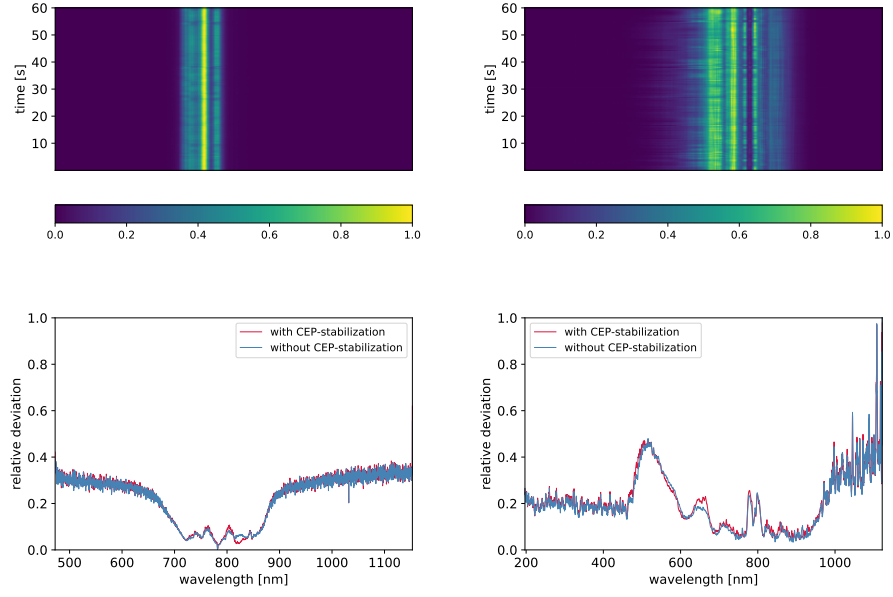 60
50
40
30
20
10
time [s]
0.0 0.2 0.4 0.6 0.8 1.0
60
50
40
30
20
10
time [s]
0.0 0.2 0.4 0.6 0.8 1.0
1.0
0.8
0.6
0.4
0.2
0.0
relative deviation
with CEP-stabilization
without CEP-stabilization
500 600 700 800 900 1000 1100
wavelength [nm]
1.0
0.8
0.6
0.4
0.2
0.0
relative deviation
with CEP-stabilization
without CEP-stabilization
200 400 600 800 1000
wavelength [nm]